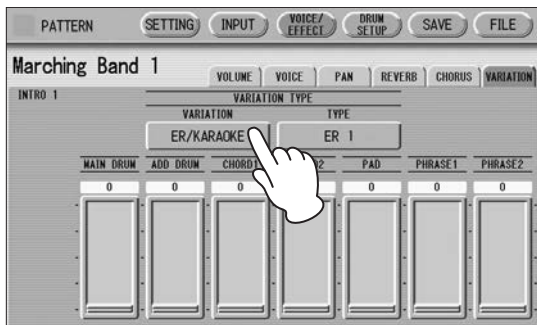 PATTERN SETTING INPUT VOICE/ EFFECT DRUM SETUP SAVE FILE
Marching Band 1
VOLUME VOICE PAN REVERB CHORUS VARIATION
INTRO 1
VARIATION TYPE
VARIATION TYPE
ER/KARAOKE ER 1
MAIN DRUM ADD DRUM CHORD1 2 PAD PHRASE1 PHRASE2
0 0 0 0 0 0